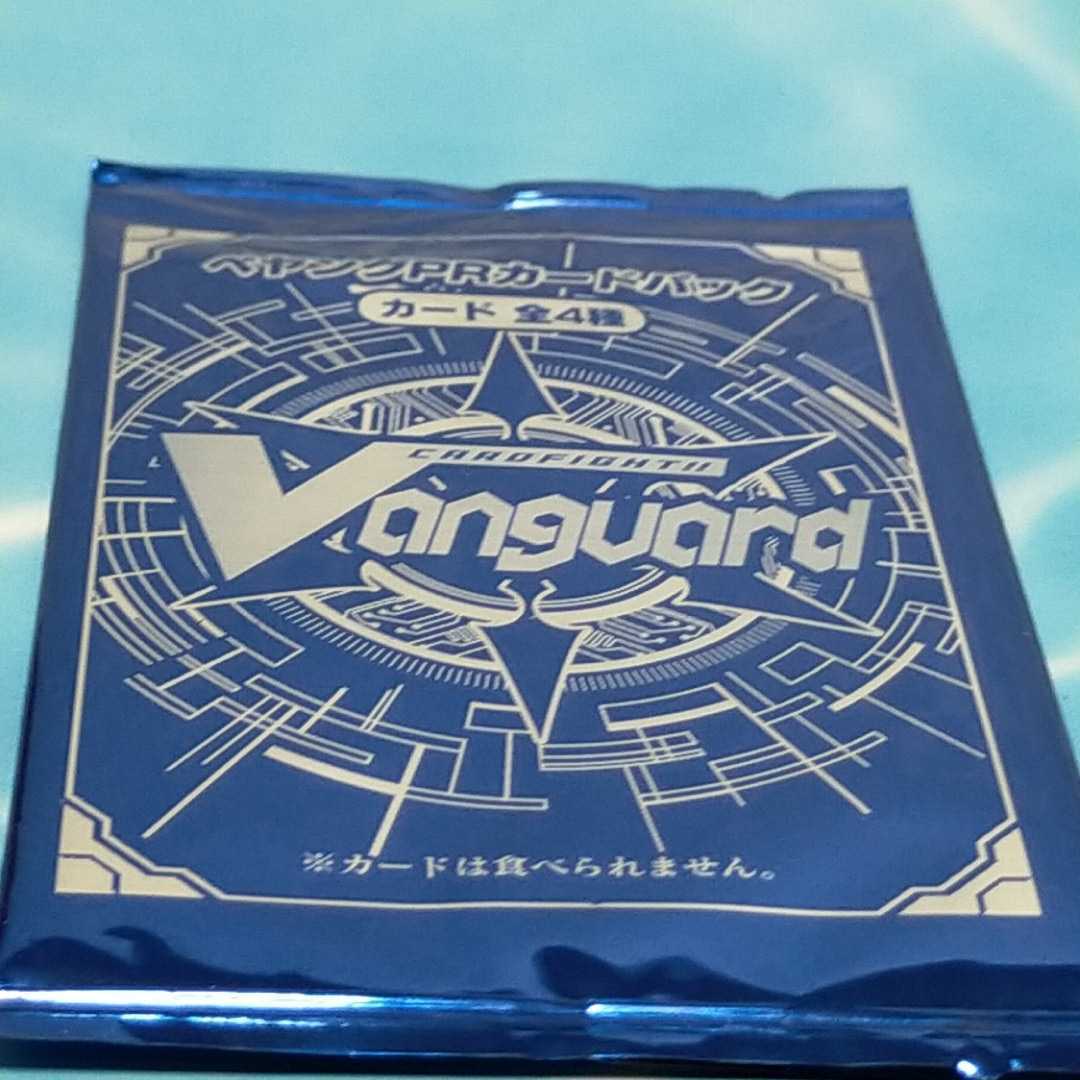 ペヤングPRカードパック
カード 全4種
CARDFIGHT!!
Vanguard
※カードは食べられません。